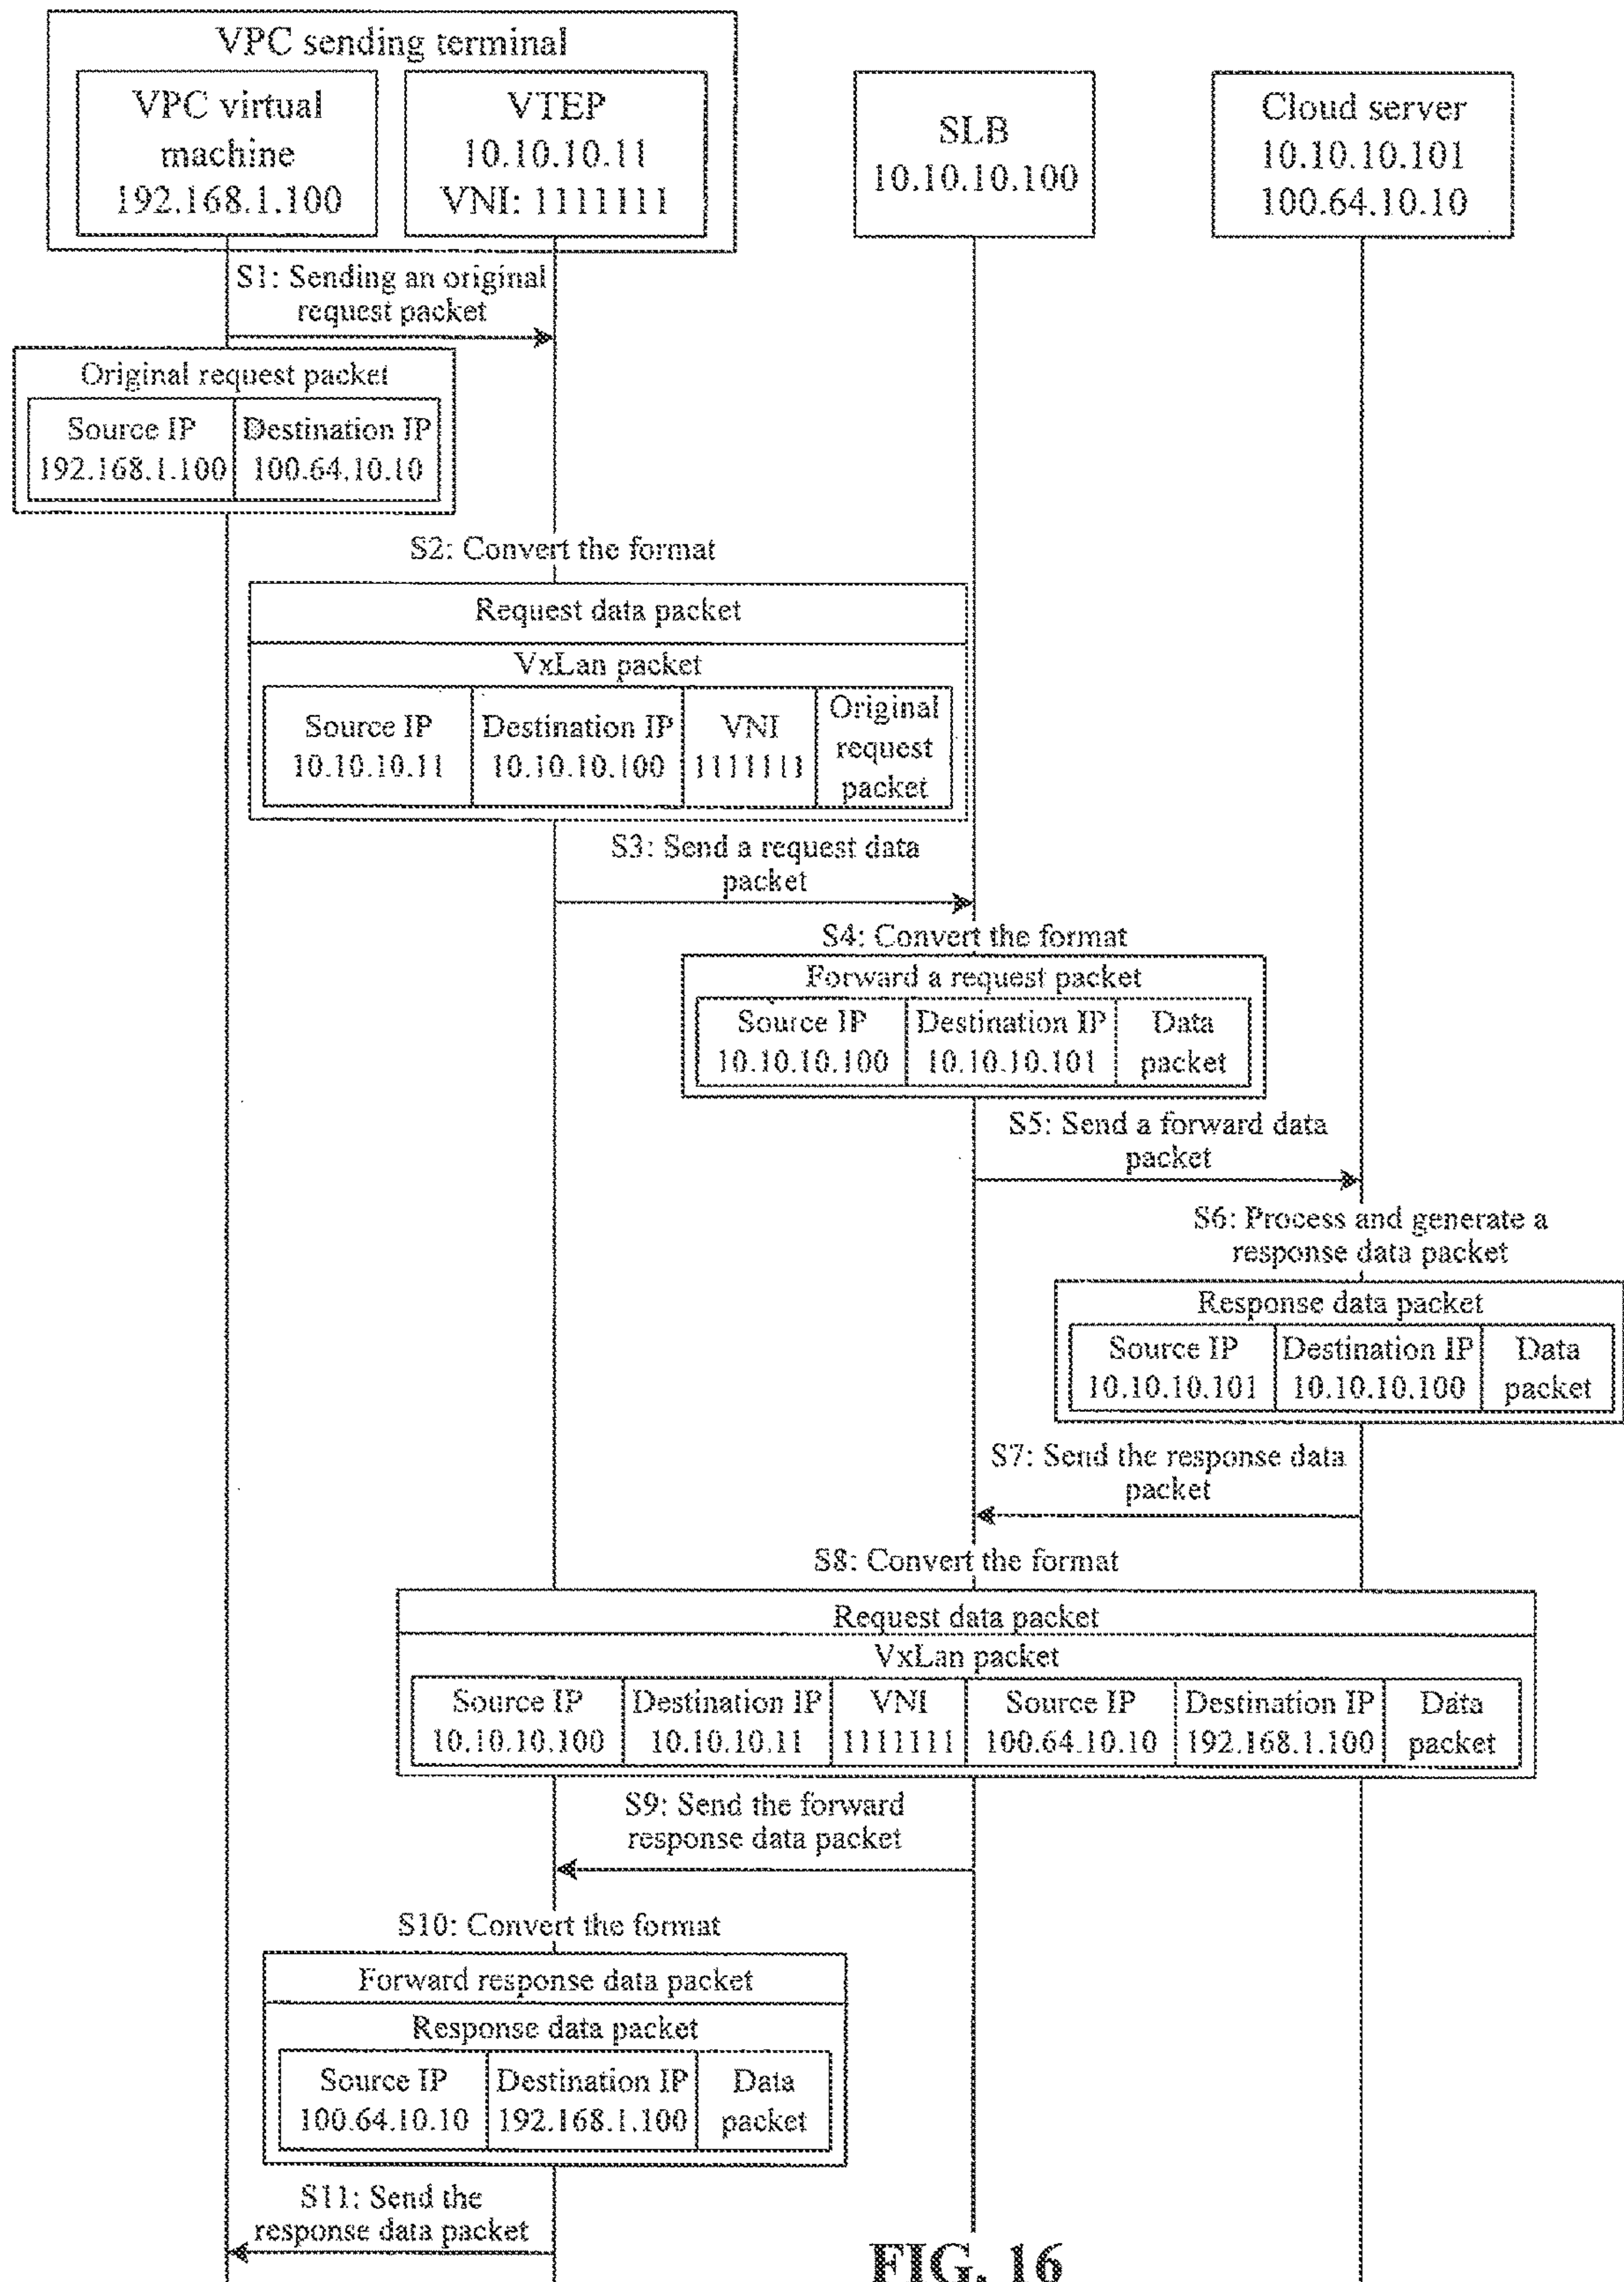 VPC sending terminal
VPC virtual
machine
192.168.1.100
VTEP
10.10.10.11
VNI: 1111111
SLB
10.10.10.100
Cloud server
10.10.10.101
100.64.10.10
S1: Sending an original
request packet
Original request packet
Source IP
192.168.1.100
Destination IP
100.64.10.10
S2: Convert the format
Request data packet
VxLan packet
Source IP
10.10.10.11
Destination IP
10.10.10.100
VNI
1111111
Original
request
packet
S3: Send a request data
packet
S4: Convert the format
Forward a request packet
Source IP
10.10.10.100
Destination IP
10.10.10.101
Data
packet
S5: Send a forward data
packet
S6: Process and generate a
response data packet
Response data packet
Source IP
10.10.10.101
Destination IP
10.10.10.100
Data
packet
S7: Send the response data
packet
S8: Convert the format
Request data packet
VxLan packet
Source IP
10.10.10.100
Destination IP
10.10.10.11
VNI
1111111
Source IP
100.64.10.10
Destination IP
192.168.1.100
Data
packet
S9: Send the forward
response data packet
S10: Convert the format
Forward response data packet
Response data packet
Source IP
100.64.10.10
Destination IP
192.168.1.100
Data
packet
S11: Send the
response data packet
FIG. 16